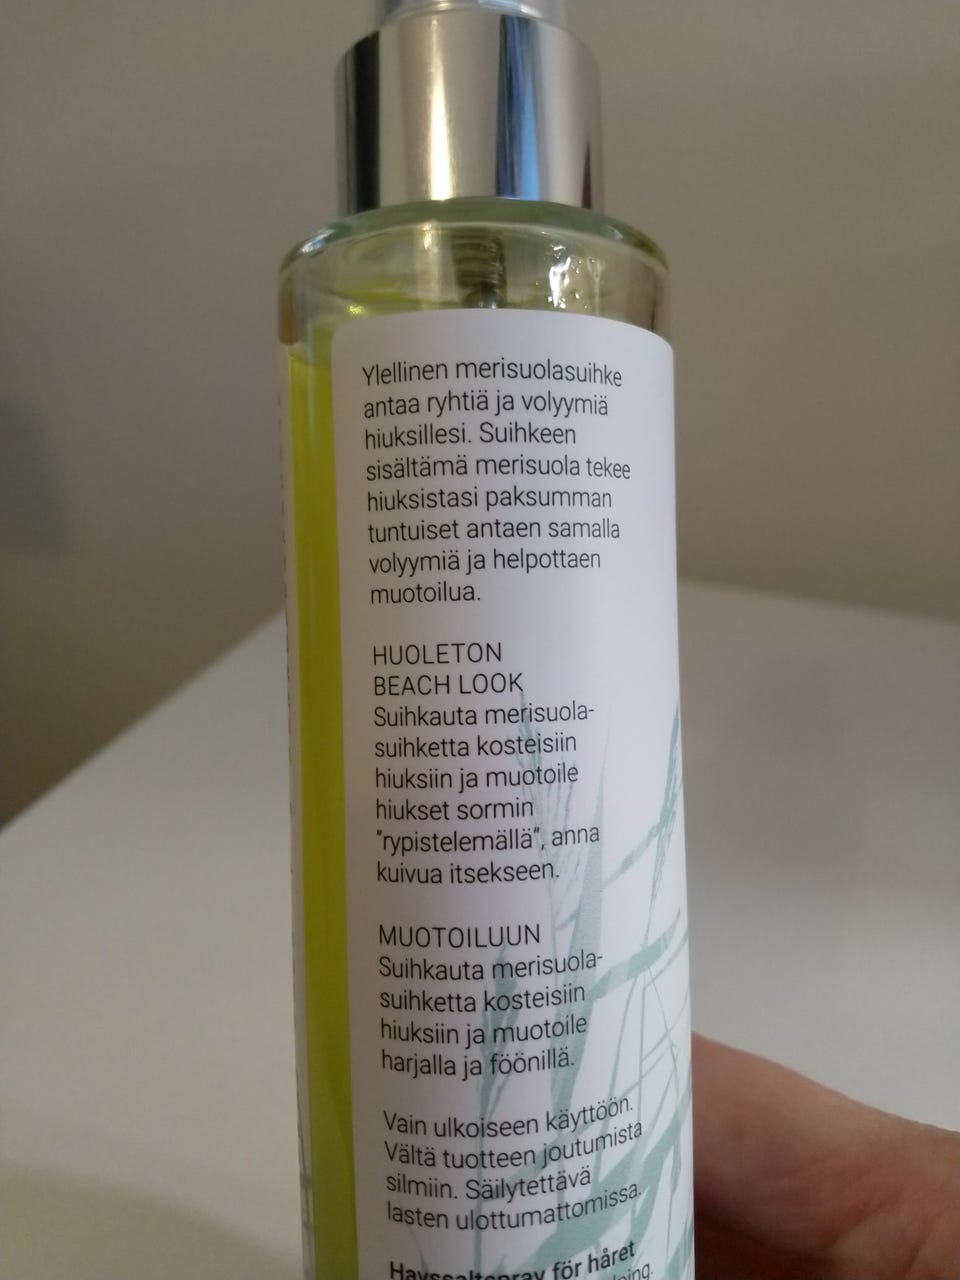 Ylellinen merisuolasuihke
antaa ryhtiä ja volyymiä
hiuksillesi. Suihkeen
sisältämä merisuola tekee
hiuksistasi paksumman
tuntuiset antaen samalla
volyymiä ja helpottaen
muotoilua.
HUOLETON
BEACH LOOK
Suihkauta merisuola-
suihketta kosteisiin
hiuksiin ja muotoile
hiukset sormin
"rypistelemällä", anna
kuivua itsekseen.
MUOTOILUUN
Suihkauta merisuola-
suihketta kosteisiin
hiuksiin ja muotoile
harjalla ja föönillä.
Vain ulkoiseen käyttöön.
Vältä tuotteen joutumista
silmiin. Säilytettävä
lasten ulottumattomissa.
Havssaltspray för håret